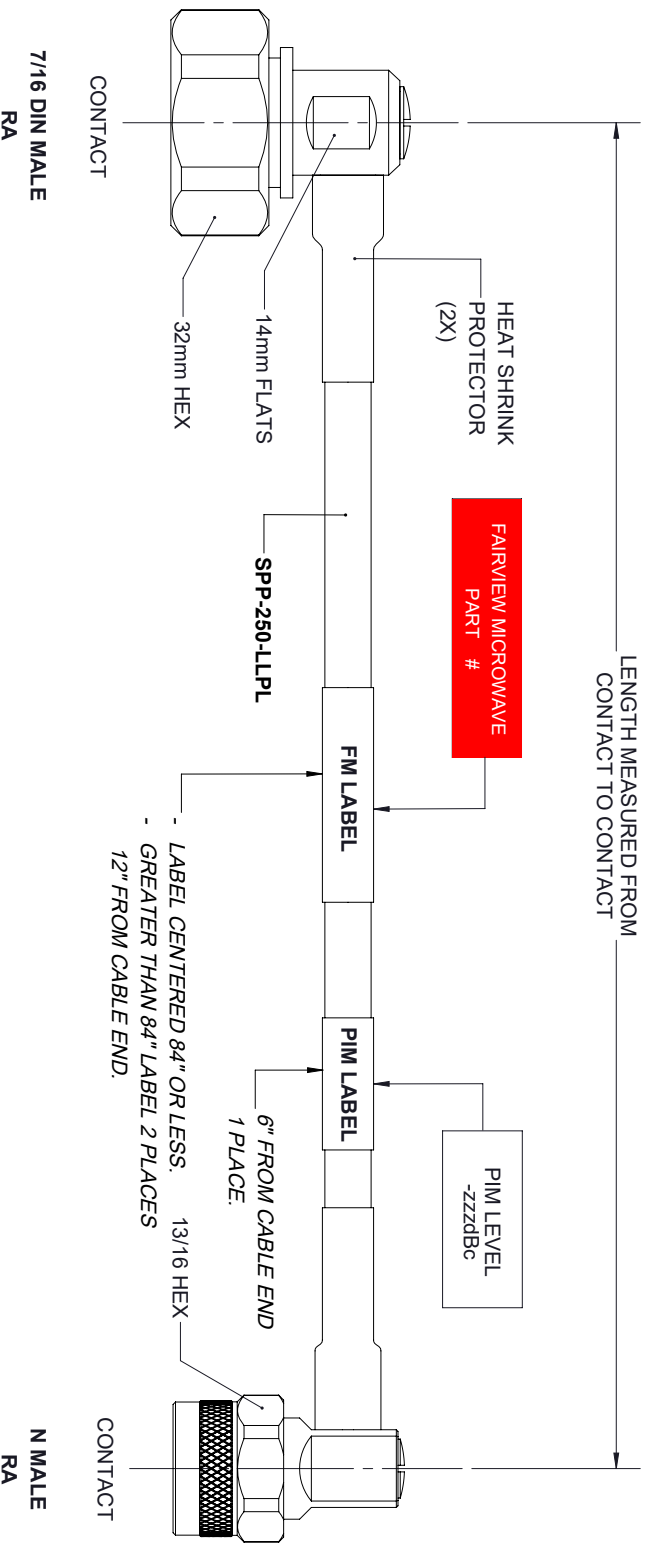 LENGTH MEASURED FROM
CONTACT TO CONTACT
FAIRVIEW MICROWAVE
PART #
PIM LEVEL
-zzzdBc
HEAT SHRINK
PROTECTOR
(2X)
FM LABEL
PIM LABEL
14mm FLATS
32mm HEX
SPP-250-LLPL
6" FROM CABLE END
1 PLACE.
- LABEL CENTERED 84" OR LESS.
- GREATER THAN 84" LABEL 2 PLACES
12" FROM CABLE END.
13/16 HEX
CONTACT
7/16 DIN MALE
RA
CONTACT
N MALE
RA